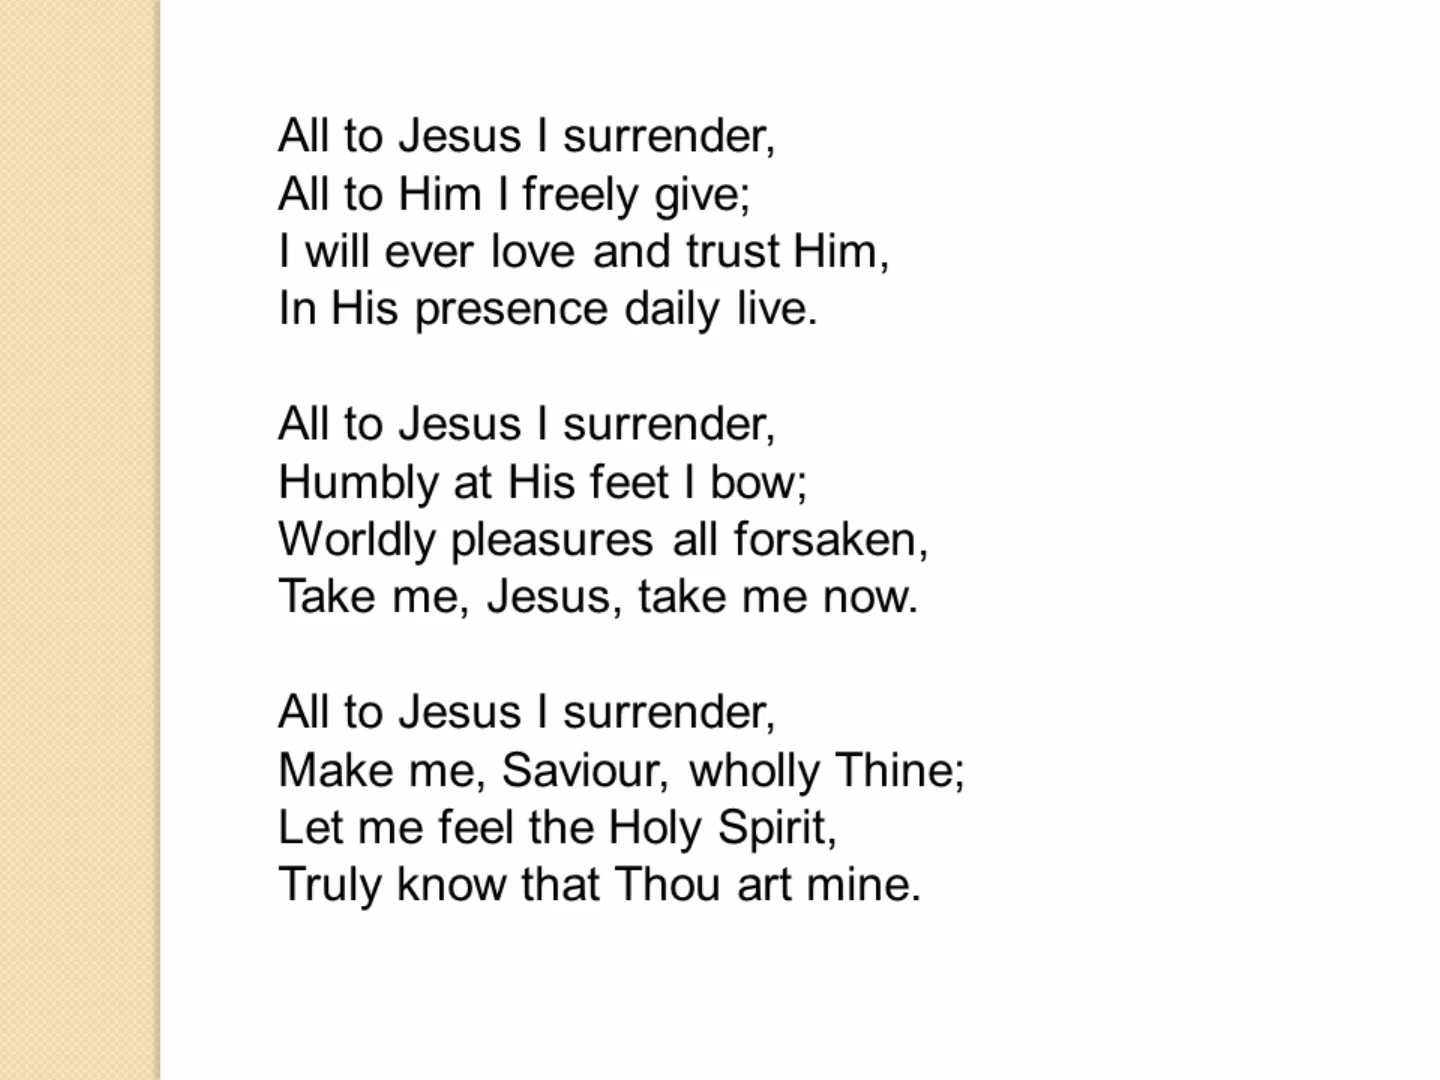 All to Jesus I surrender,
All to Him I freely give;
I will ever love and trust Him,
In His presence daily live.
All to Jesus I surrender,
Humbly at His feet I bow;
Worldly pleasures all forsaken,
Take me, Jesus, take me now.
All to Jesus I surrender,
Make me, Saviour, wholly Thine;
Let me feel the Holy Spirit,
Truly know that Thou art mine.